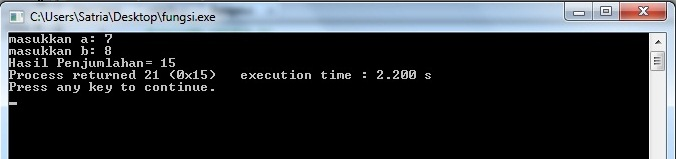 C:\Users\Satria\Desktop\fungsi.exe
masukkan a: 7
masukkan b: 8
Hasil Penjumlahan= 15
Process returned 21 (0x15)   execution time : 2.200 s
Press any key to continue.